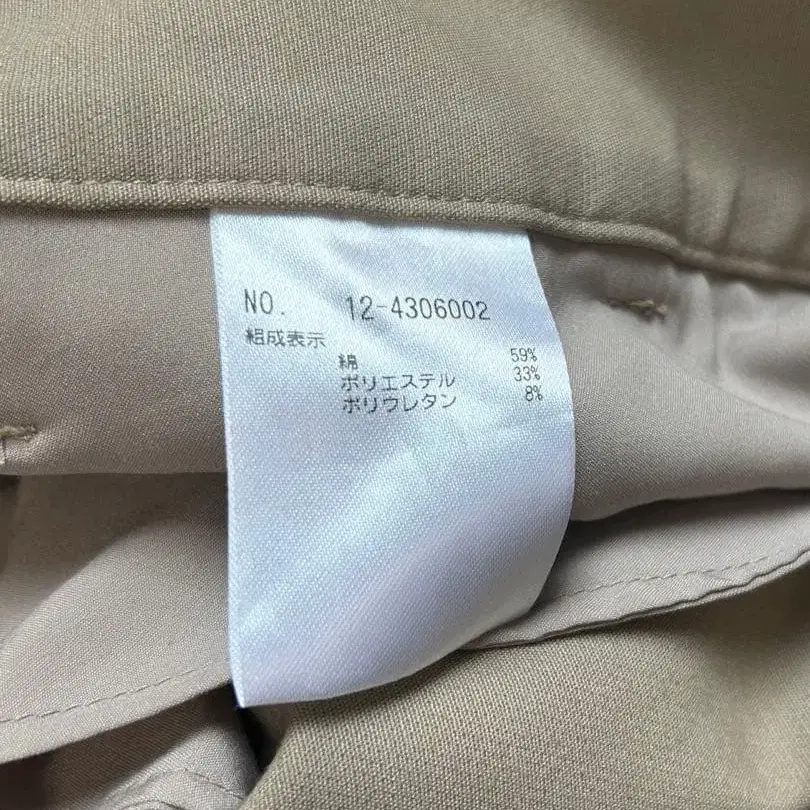 NO. 12-4306002
組成表示
綿 59%
ポリエステル 33%
ポリウレタン 8%